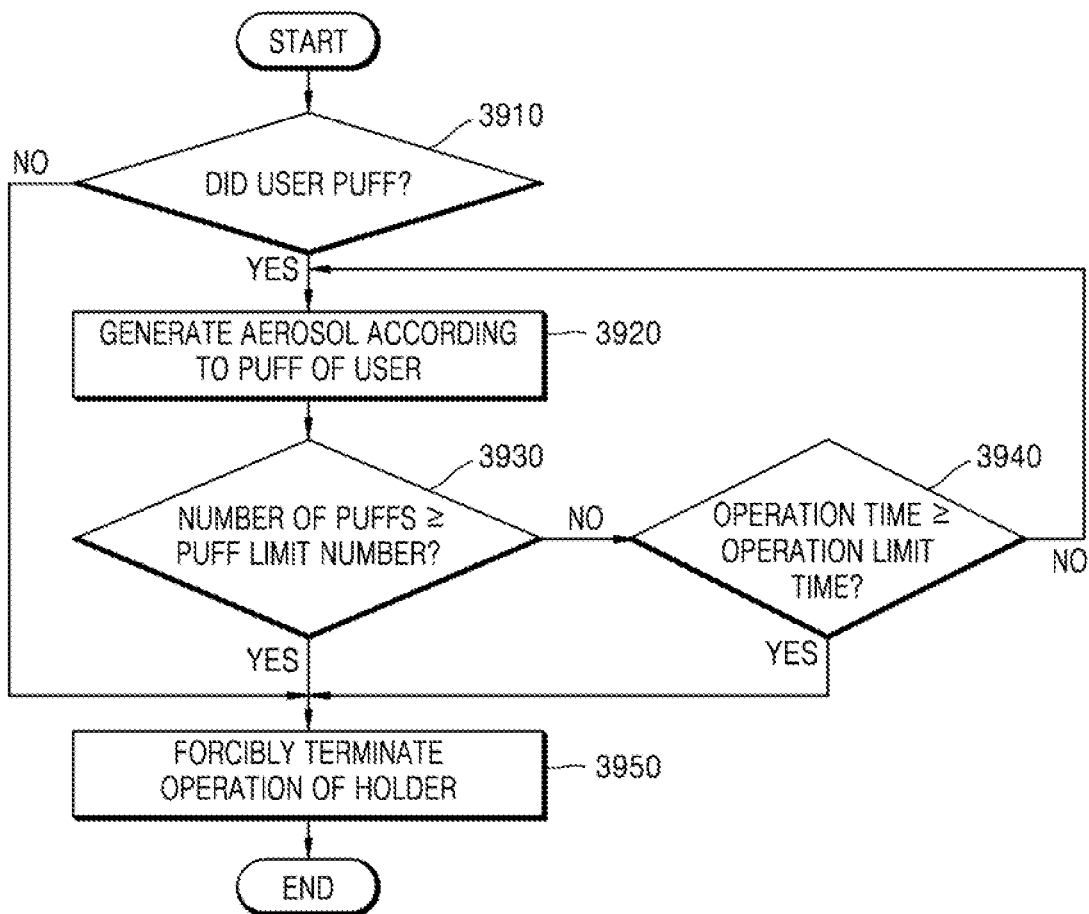 START
3910
NO
DID USER PUFF?
YES
GENERATE AEROSOL ACCORDING
TO PUFF OF USER
3920
3930
3940
NUMBER OF PUFFS ≥
PUFF LIMIT NUMBER?
NO
OPERATION TIME ≥
OPERATION LIMIT
TIME?
NO
YES
YES
FORCIBLY TERMINATE
OPERATION OF HOLDER
3950
END